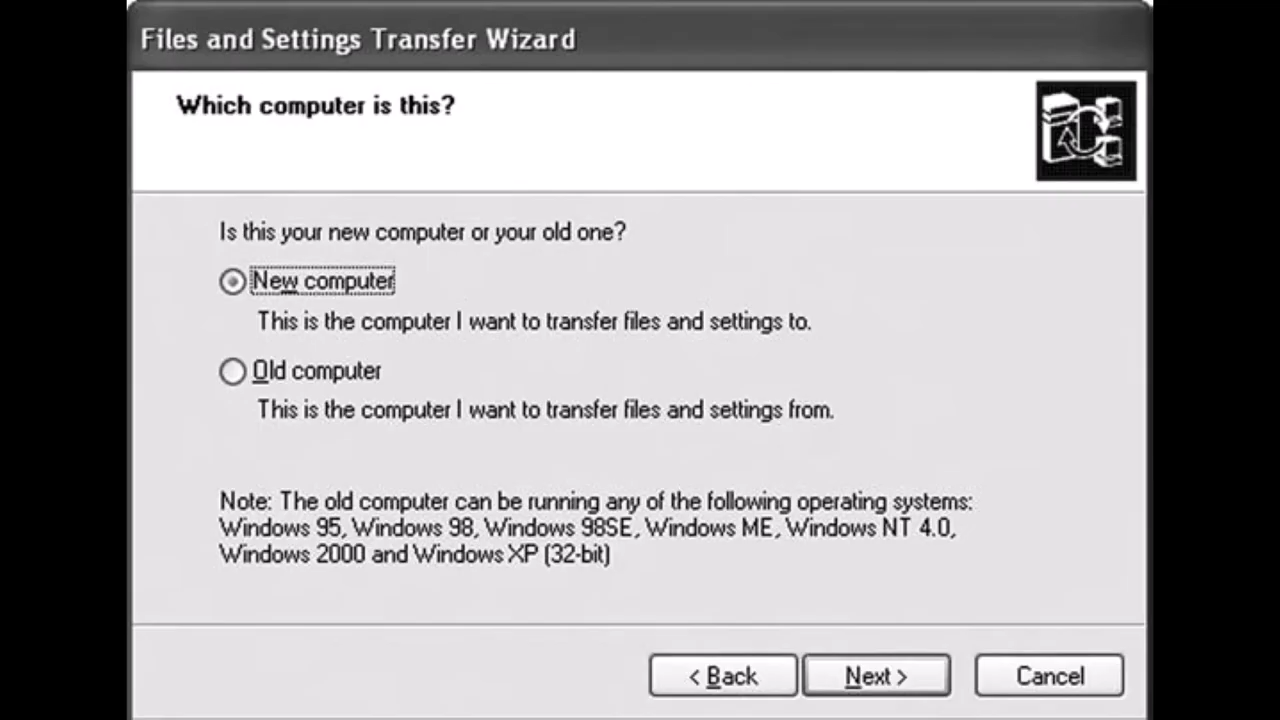 Files and Settings Transfer Wizard
Which computer is this?
Is this your new computer or your old one?
New computer
This is the computer I want to transfer files and settings to.
Old computer
This is the computer I want to transfer files and settings from.
Note: The old computer can be running any of the following operating systems:
Windows 95, Windows 98, Windows 98SE, Windows ME, Windows NT 4.0,
Windows 2000 and Windows XP (32-bit)
< Back Next > Cancel